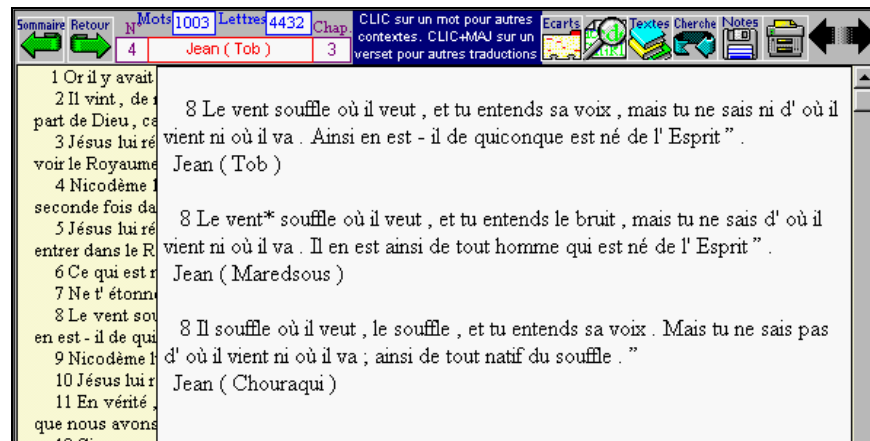 Sommaire Retour N° Mots 1003 Lettres 4432 Chap. CLIC sur un mot pour autres Ecarts Textes Cherche Notes
contextes. CLIC+MAJ sur un
4 Jean ( Tob ) 3 verset pour autres traductions
1 Or il y avait
2 Il vint , de
part de Dieu , ca
3 Jésus lui ré
voir le Royaume
4 Nicodème l
seconde fois da
5 Jésus lui ré
entrer dans le R
6 Ce qui est n
7 Ne t' étonn
8 Le vent sou
en est - il de qui
9 Nicodème l
10 Jésus lui r
11 En vérité ,
que nous avons
8 Le vent souffle où il veut , et tu entends sa voix , mais tu ne sais ni d' où il
vient ni où il va . Ainsi en est - il de quiconque est né de l' Esprit ” .
Jean ( Tob )
8 Le vent* souffle où il veut , et tu entends le bruit , mais tu ne sais d' où il
vient ni où il va . Il en est ainsi de tout homme qui est né de l' Esprit ” .
Jean ( Maredsous )
8 Il souffle où il veut , le souffle , et tu entends sa voix . Mais tu ne sais pas
d' où il vient ni où il va ; ainsi de tout natif du souffle . ”
Jean ( Chouraqui )